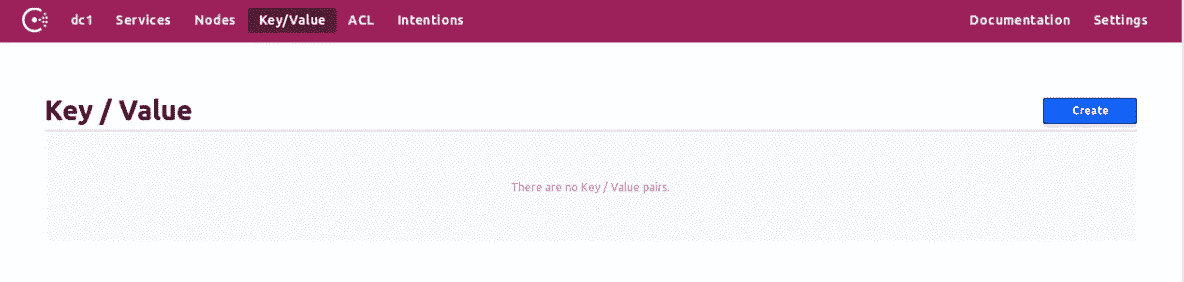 dc1 Services Nodes Key/Value ACL Intentions Documentation Settings
Key / Value Create
There are no Key / Value pairs.